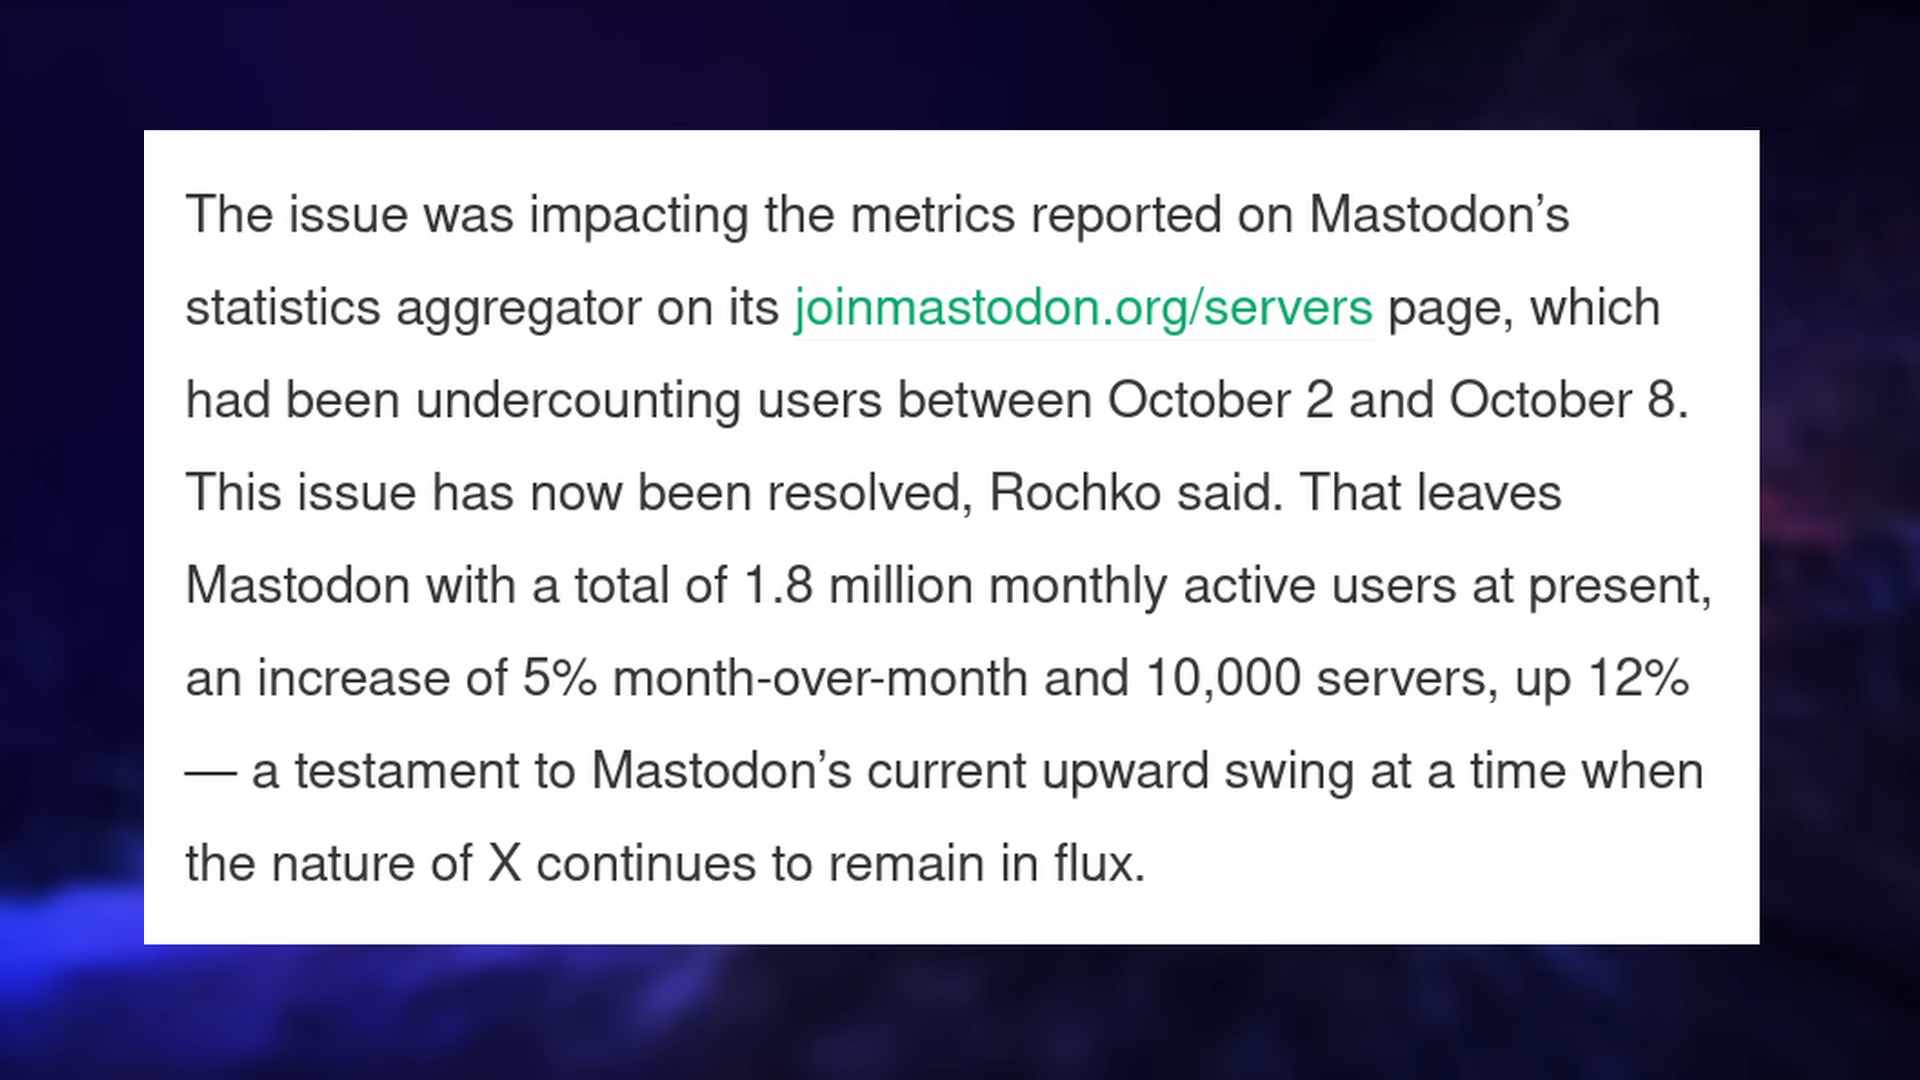 The issue was impacting the metrics reported on Mastodon’s
statistics aggregator on its joinmastodon.org/servers page, which
had been undercounting users between October 2 and October 8.
This issue has now been resolved, Rochko said. That leaves
Mastodon with a total of 1.8 million monthly active users at present,
an increase of 5% month-over-month and 10,000 servers, up 12%
— a testament to Mastodon’s current upward swing at a time when
the nature of X continues to remain in flux.